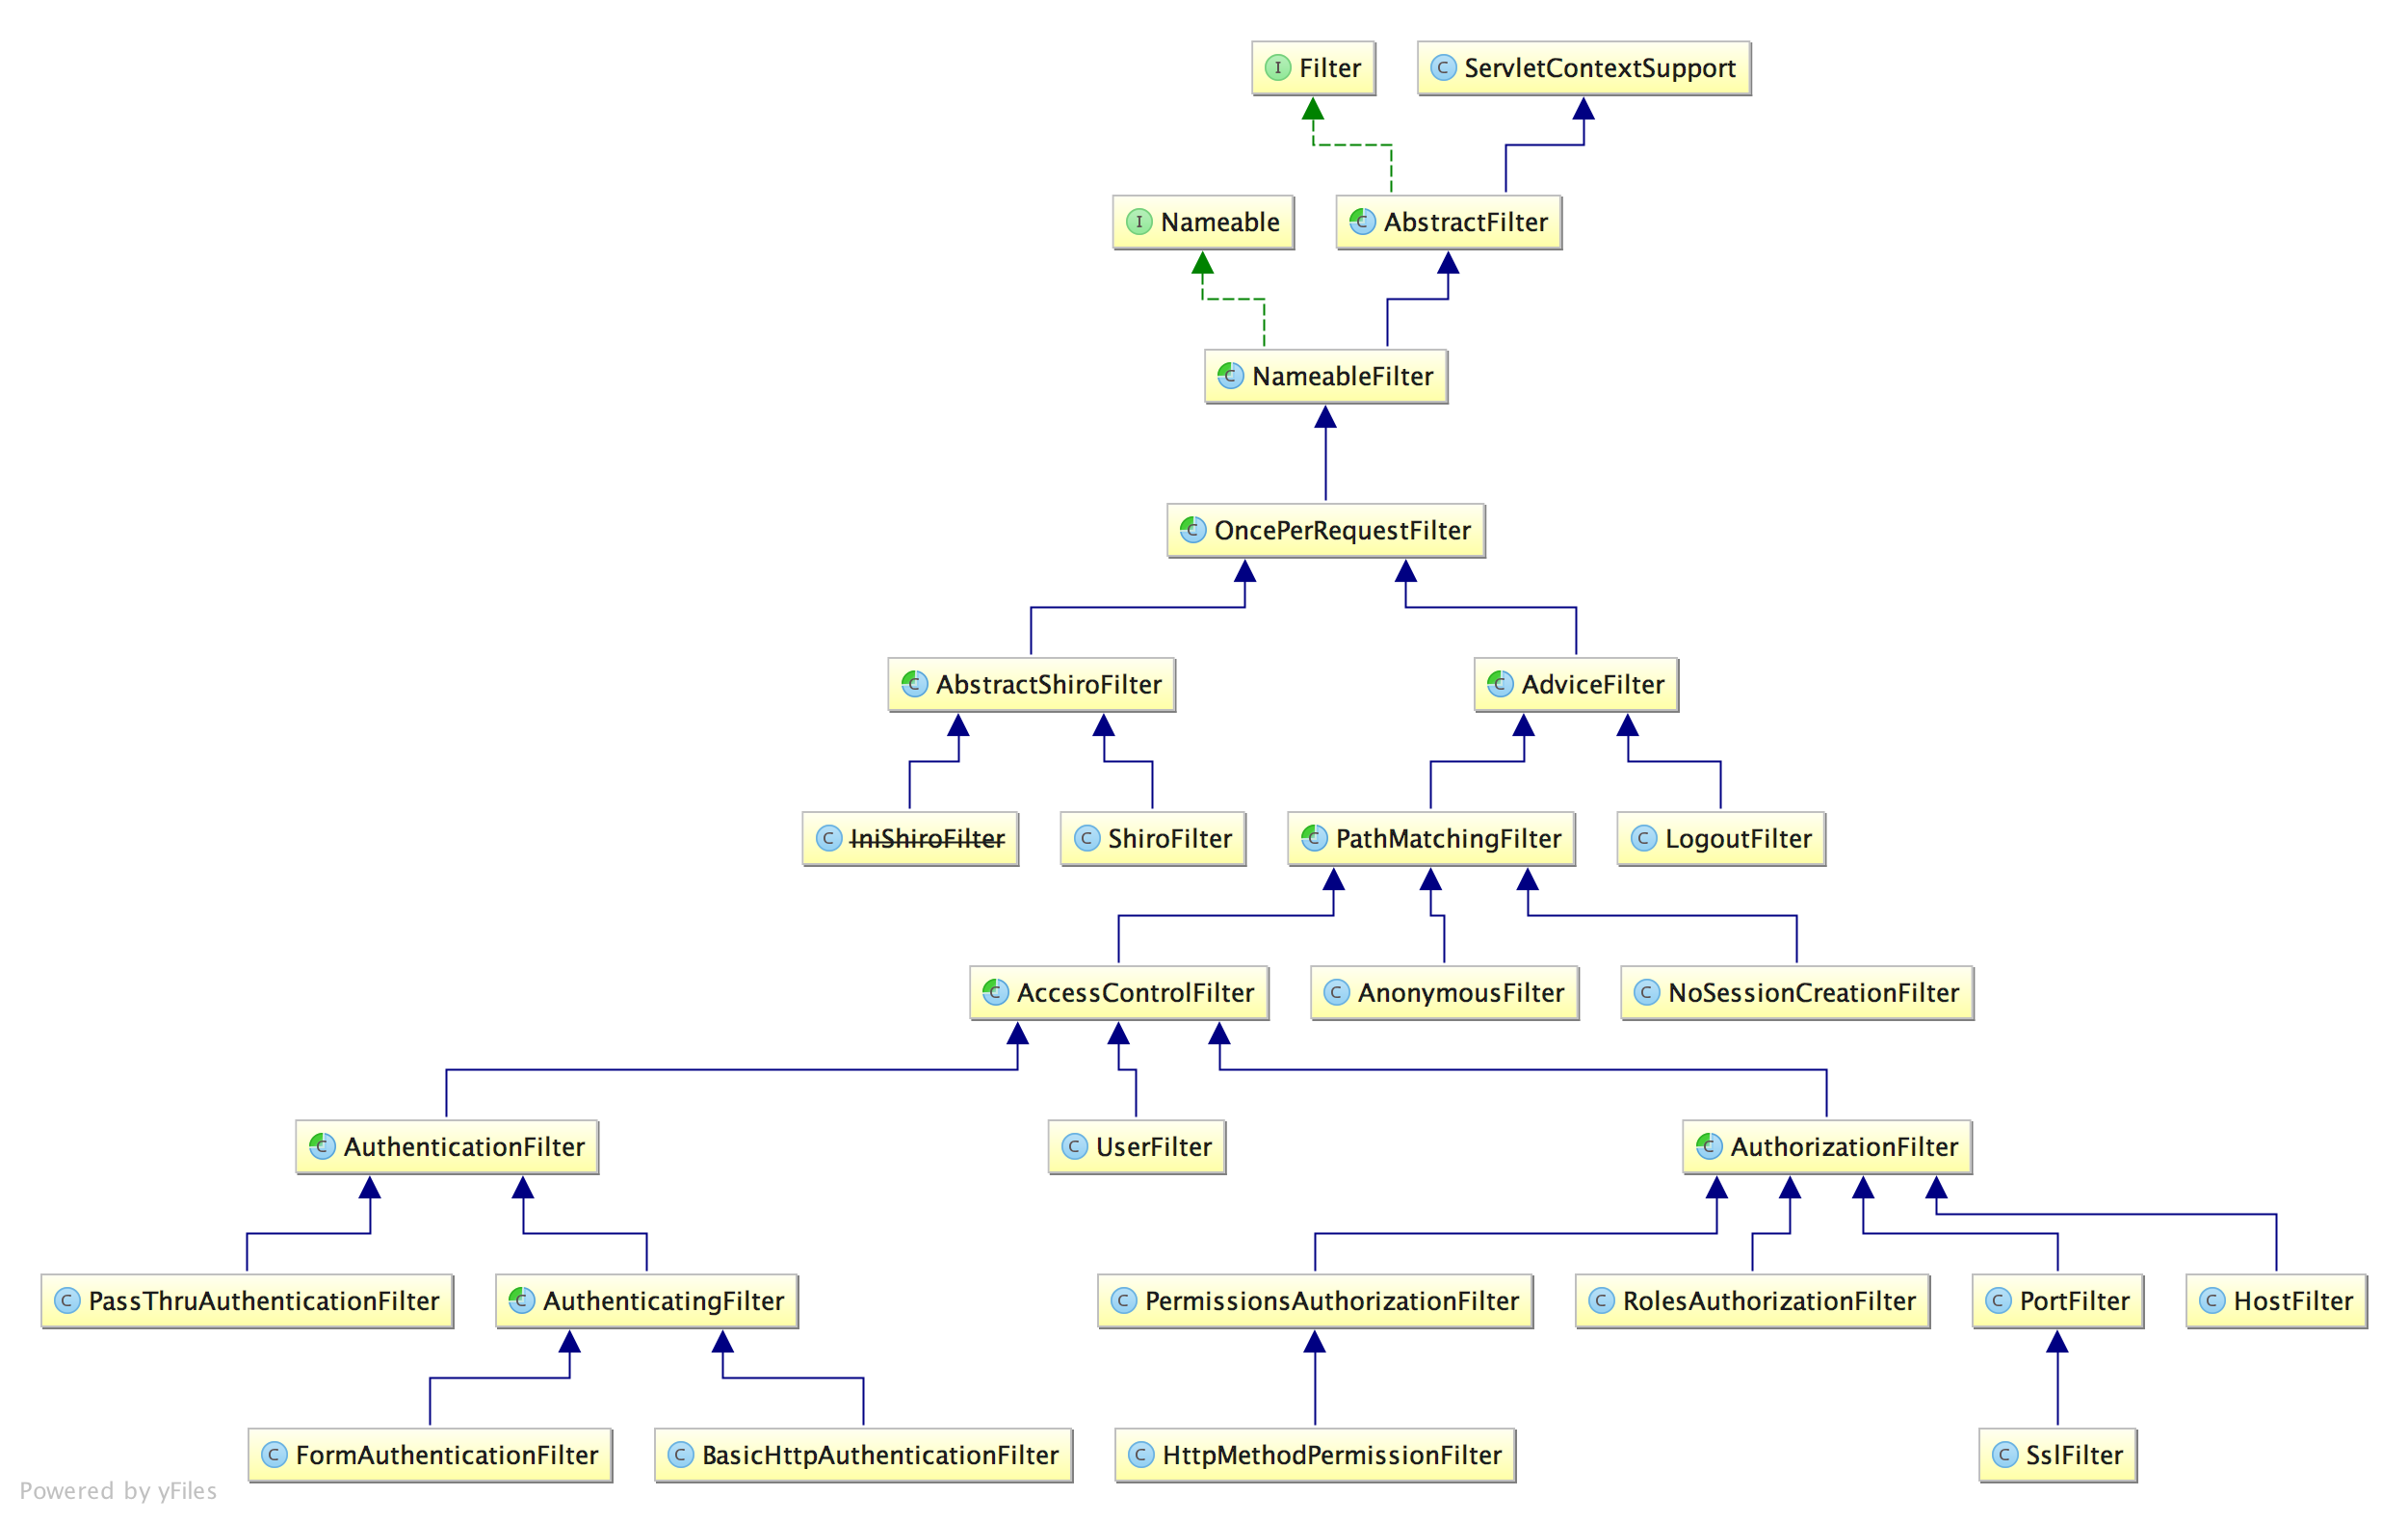 I Filter
C ServletContextSupport
I Nameable
C AbstractFilter
C NameableFilter
C OncePerRequestFilter
C AbstractShiroFilter
C AdviceFilter
C IniShiroFilter
C ShiroFilter
C PathMatchingFilter
C LogoutFilter
C AccessControlFilter
C AnonymousFilter
C NoSessionCreationFilter
C AuthenticationFilter
C UserFilter
C AuthorizationFilter
C PassThruAuthenticationFilter
C AuthenticatingFilter
C PermissionsAuthorizationFilter
C RolesAuthorizationFilter
C PortFilter
C HostFilter
C FormAuthenticationFilter
C BasicHttpAuthenticationFilter
C HttpMethodPermissionFilter
C SslFilter
Powered by yFiles